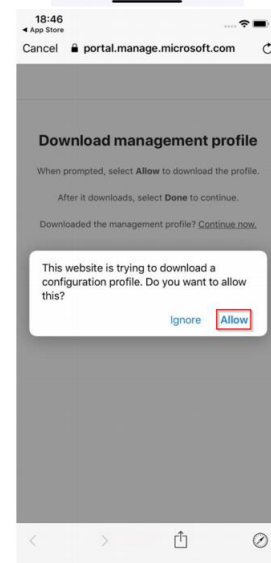 18:46
App Store
Cancel portal.manage.microsoft.com
Download management profile
When prompted, select Allow to download the profile.
After it downloads, select Done to continue.
Downloaded the management profile? Continue now.
This website is trying to download a
configuration profile. Do you want to allow
this?
Ignore Allow